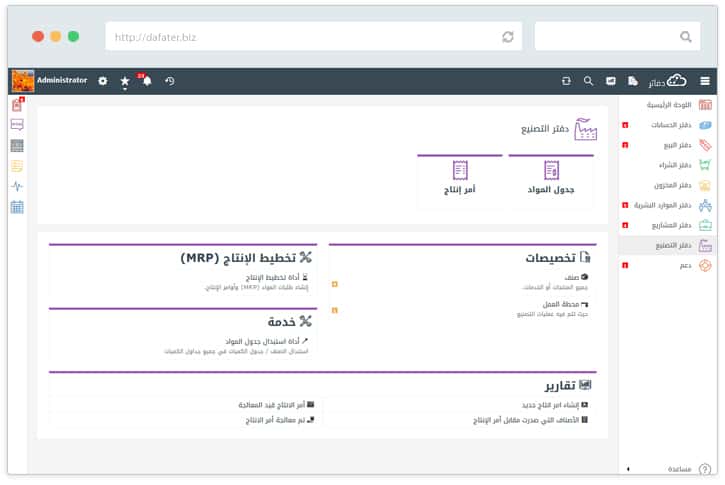 http://dafater.biz
Administrator
23
دفاتر
اللوحة الرئيسية
دفتر الحسابات
دفتر البيع
دفتر الشراء
دفتر المخزون
دفتر الموارد البشرية
دفتر المشاريع
دفتر التصنيع
دعم
مساعدة
دفتر التصنيع
جدول المواد
أمر إنتاج
تخصيصات
صنف
جميع المنتجات أو الخدمات.
محطة العمل
حيث تتم فيه عمليات التصنيع
تخطيط الإنتاج (MRP)
أداة تخطيط الإنتاج
إنشاء طلبات المواد (MRP) وأوامر الإنتاج.
خدمة
أداة استبدال جدول المواد
استبدال الصنف / جدول الكميات في جميع جداول الكميات
تقارير
إنشاء امر انتاج جديد
أمر الانتاج قيد المعالجة
الأصناف التي صدرت مقابل أمر الإنتاج
تم معالجة أمر الانتاج